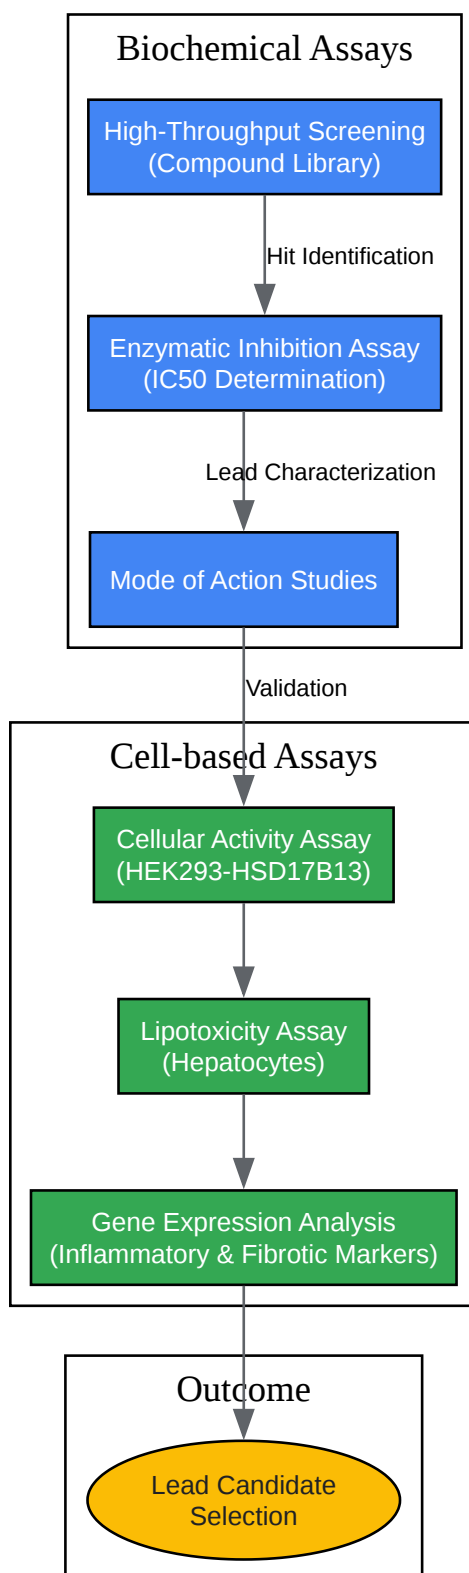 Biochemical Assays
High-Throughput Screening
(Compound Library)
Hit Identification
Enzymatic Inhibition Assay
(IC50 Determination)
Lead Characterization
Mode of Action Studies
Validation
Cell-based Assays
Cellular Activity Assay
(HEK293-HSD17B13)
Lipotoxicity Assay
(Hepatocytes)
Gene Expression Analysis
(Inflammatory & Fibrotic Markers)
Outcome
Lead Candidate
Selection